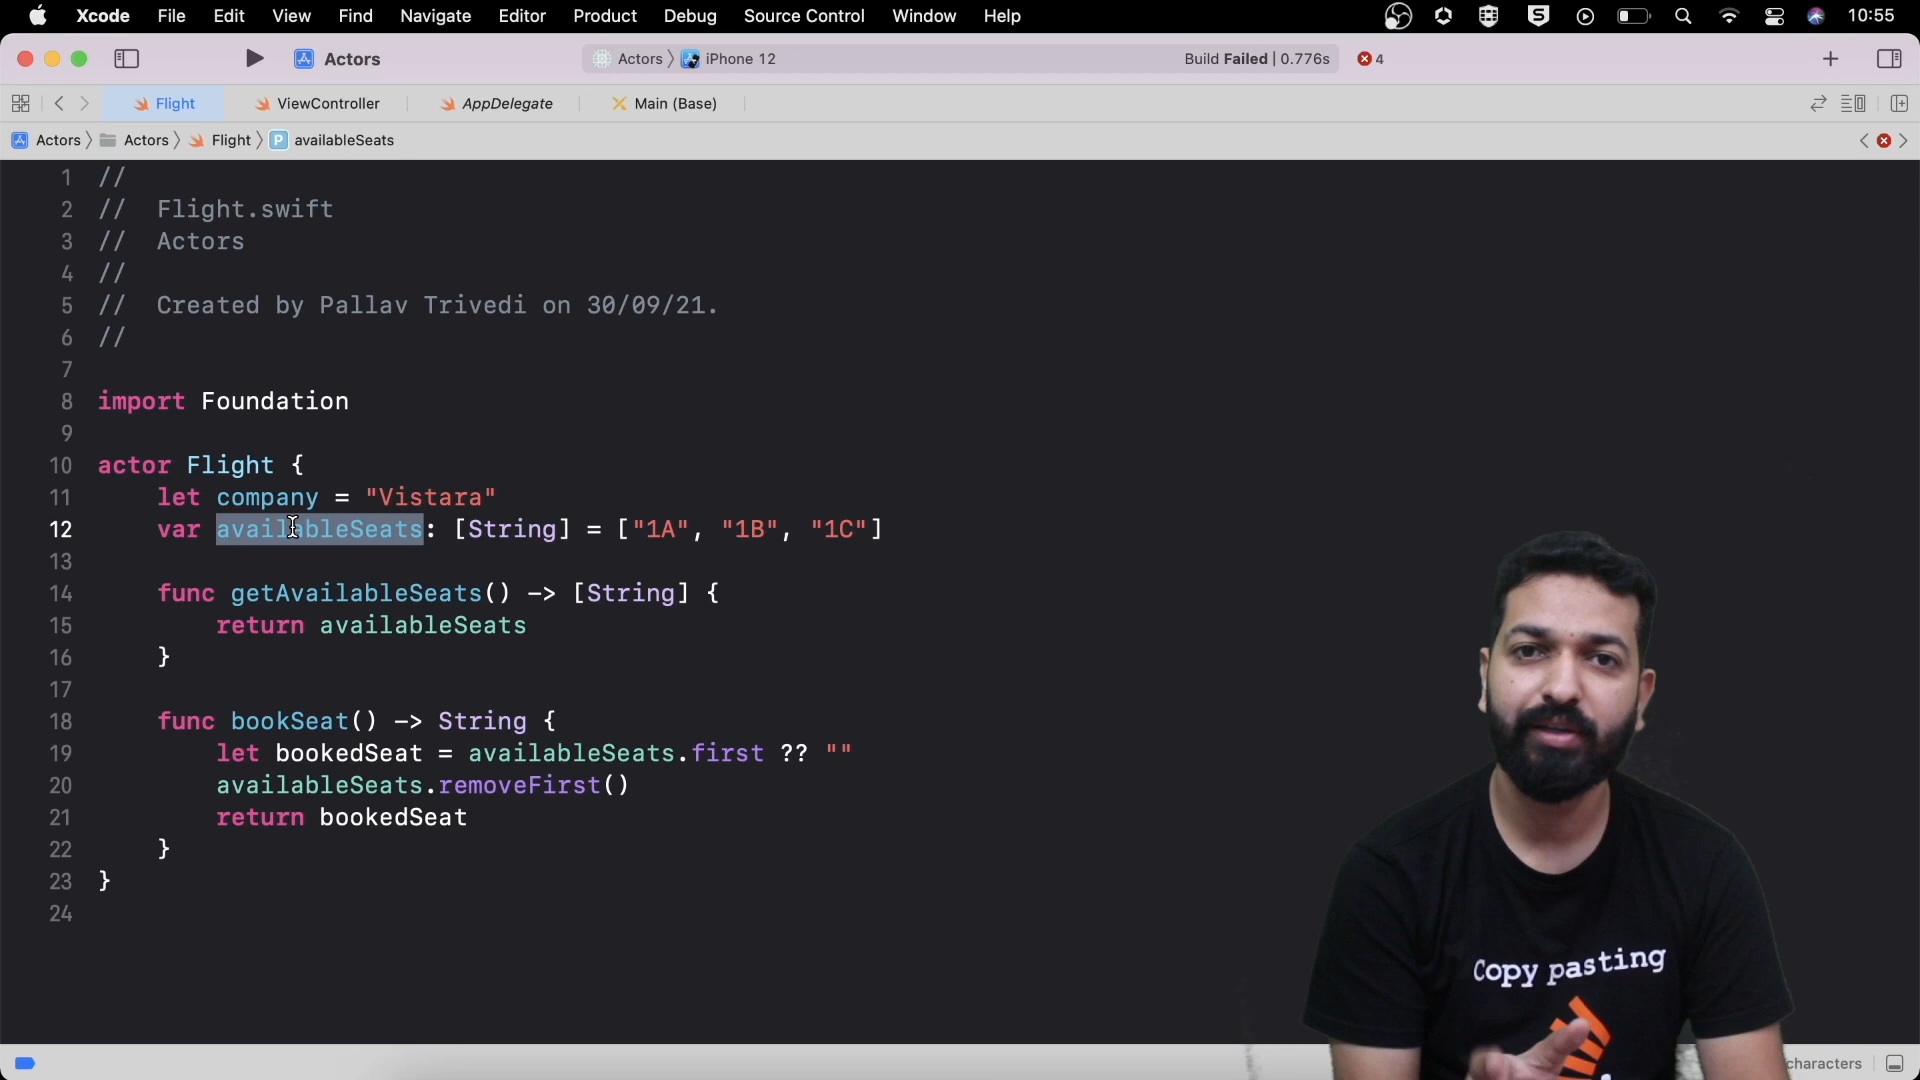 Xcode File Edit View Find Navigate Editor Product Debug Source Control Window Help 10:55
Actors Actors iPhone 12 Build Failed | 0.776s 4
Flight ViewController AppDelegate Main (Base)
Actors Actors Flight P availableSeats
1 //
2 //  Flight.swift
3 //  Actors
4 //
5 //  Created by Pallav Trivedi on 30/09/21.
6 //
7
8 import Foundation
9
10 actor Flight {
11     let company = "Vistara"
12     var availableSeats: [String] = ["1A", "1B", "1C"]
13
14     func getAvailableSeats() -> [String] {
15         return availableSeats
16     }
17
18     func bookSeat() -> String {
19         let bookedSeat = availableSeats.first ?? ""
20         availableSeats.removeFirst()
21         return bookedSeat
22     }
23 }
24
Copy pasting
characters